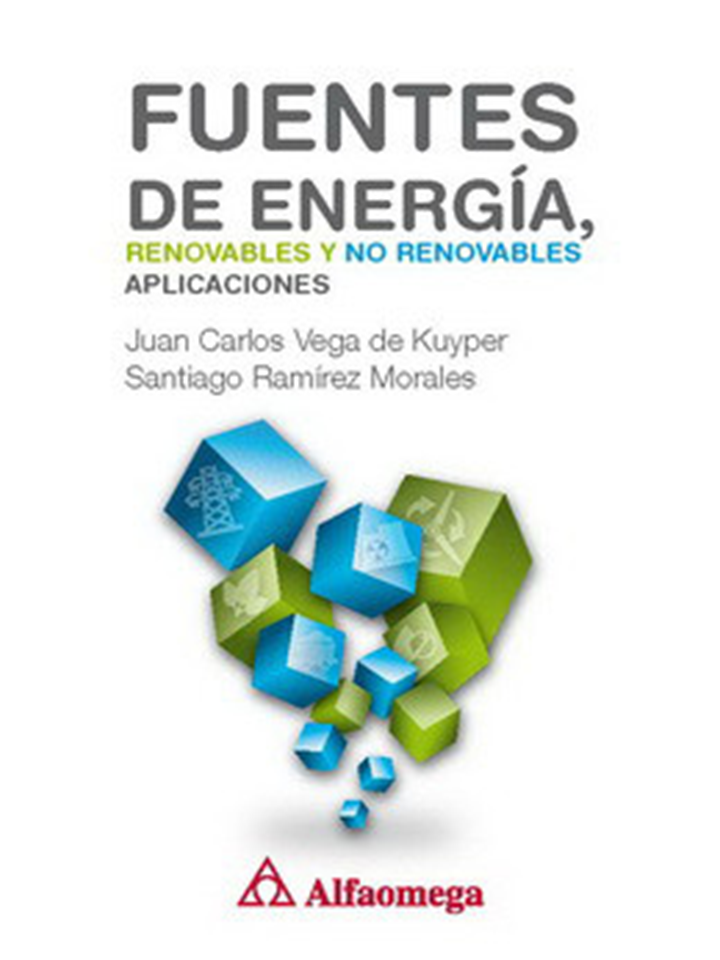 FUENTES
DE ENERGÍA,
RENOVABLES Y NO RENOVABLES
APLICACIONES
Juan Carlos Vega de Kuyper
Santiago Ramírez Morales
Alfaomega